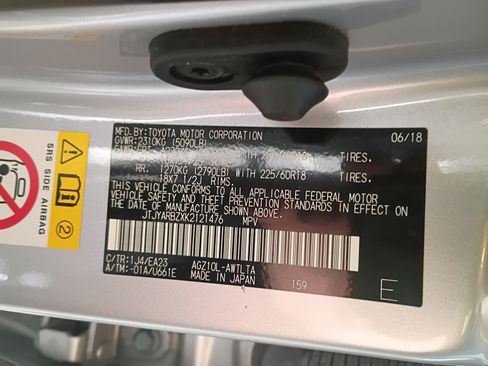 MFD.BY:TOYOTA MOTOR CORPORATION 06/18
GVWR:2310KG (5090LB)
WITH TIRES.
RR. 1270KG (2790LB) WITH 225/60R18 TIRES.
18X7 1/2J RIMS.
THIS VEHICLE CONFORMS TO ALL APPLICABLE FEDERAL MOTOR
VEHICLE SAFETY AND THEFT PREVENTION STANDARDS IN EFFECT ON
THE DATE OF MANUFACTURE SHOWN ABOVE.
JTJYARBZXK2121476 MPV
C/TR:1J4/EA23 AGZ10L-AWTLTA
A/TM:-01A/U661E MADE IN JAPAN 159 E
SRS SIDE AIRBAG
2